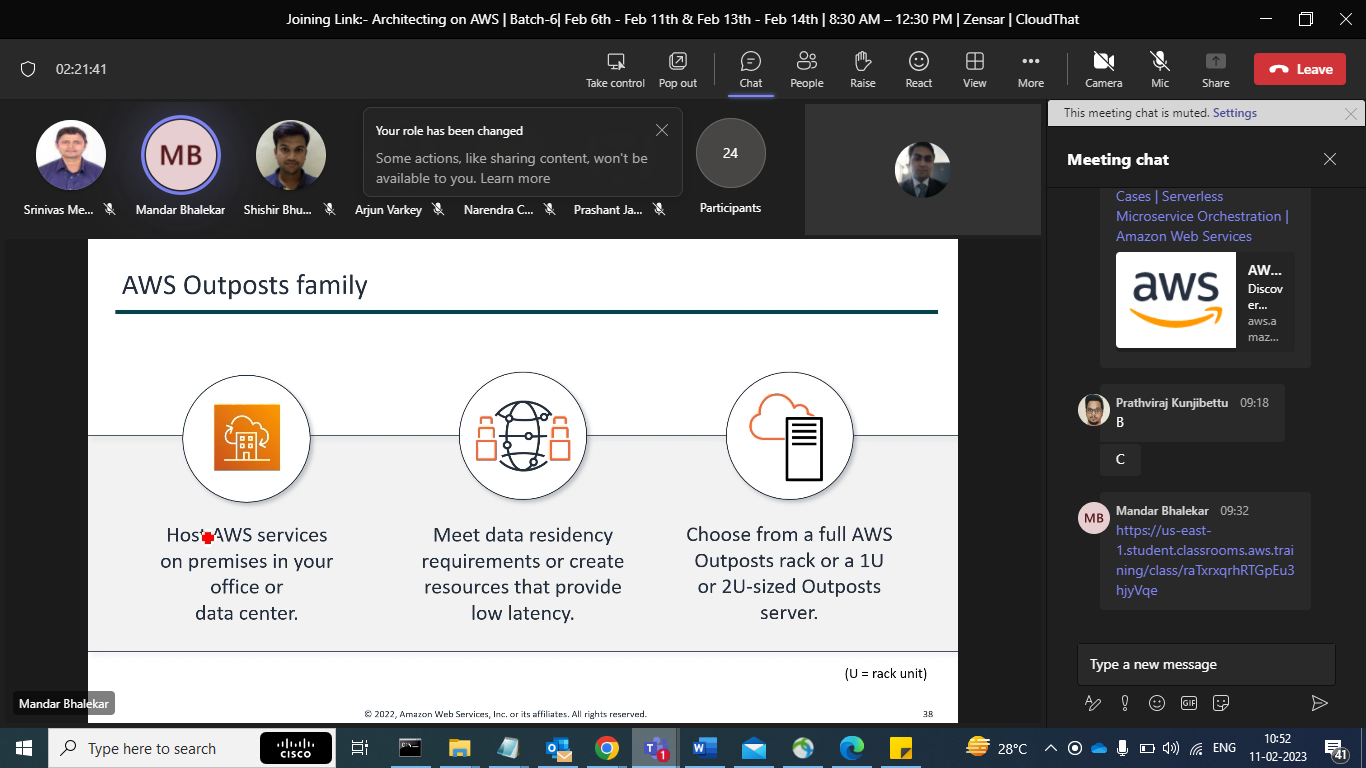 Joining Link:- Architecting on AWS | Batch-6| Feb 6th - Feb 11th & Feb 13th - Feb 14th | 8:30 AM – 12:30 PM | Zensar | CloudThat
02:21:41
Take control
Pop out
Chat
People
Raise
React
View
More
Camera
Mic
Share
Leave
MB
Your role has been changed
Some actions, like sharing content, won't be
available to you. Learn more
24
Srinivas Me...
Mandar Bhalekar
Shishir Bhu...
Arjun Varkey
Narendra C...
Prashant Ja...
Participants
AWS Outposts family
Host AWS services
on premises in your
office or
data center.
Meet data residency
requirements or create
resources that provide
low latency.
Choose from a full AWS
Outposts rack or a 1U
or 2U-sized Outposts
server.
(U = rack unit)
Mandar Bhalekar
© 2022, Amazon Web Services, Inc. or its affiliates. All rights reserved.
38
This meeting chat is muted. Settings
Meeting chat
Cases | Serverless
Microservice Orchestration |
Amazon Web Services
aws
AW...
Discov
er...
aws.a
maz...
Prathviraj Kunjibettu 09:18
B
C
MB
Mandar Bhalekar 09:32
https://us-east-
1.student.classrooms.aws.trai
ning/class/raTxrxqrhRTGpEu3
hjyVqe
Type a new message
GIF
Type here to search
cisco
1
28°C
ENG
10:52
11-02-2023
41